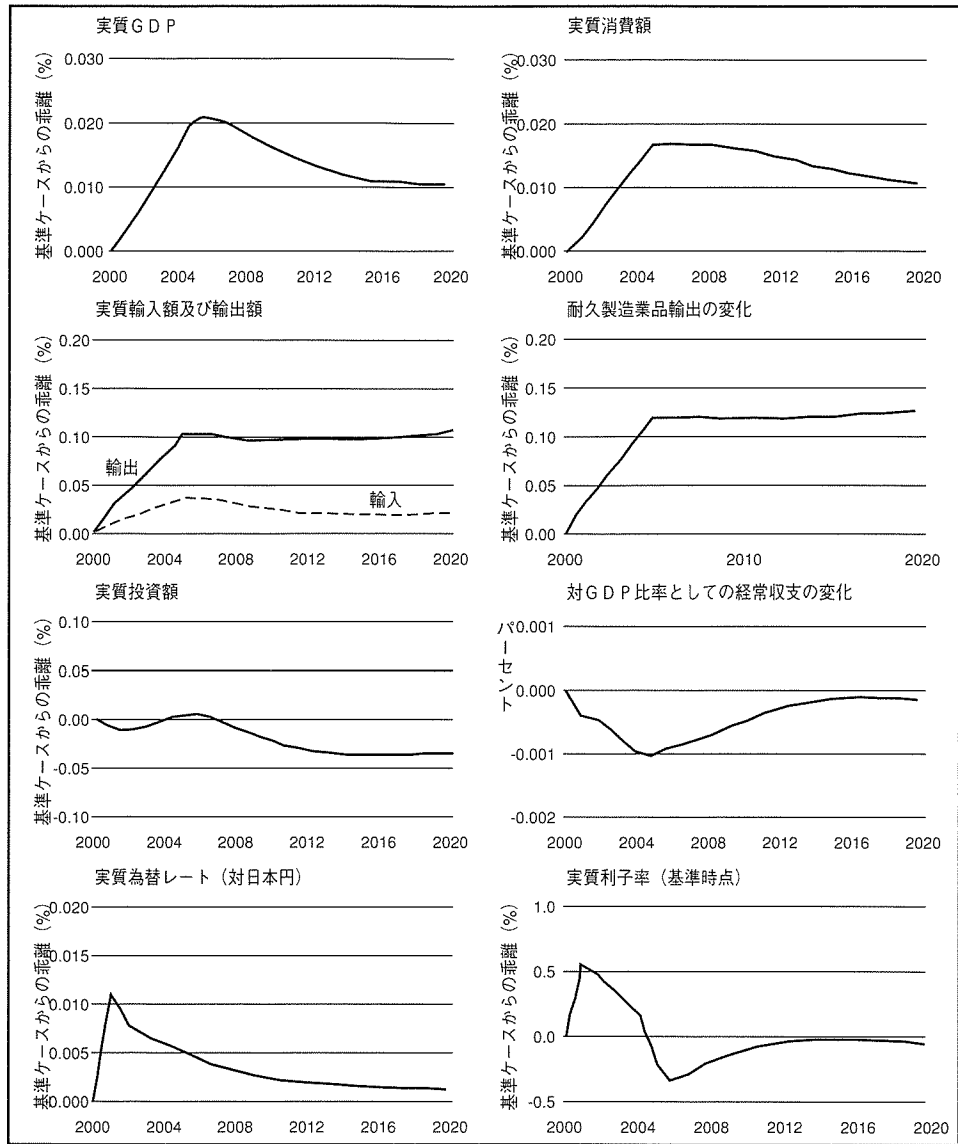 実質GDP
基準ケースからの乖離(%)
0.030
0.020
0.010
0.000
2000 2004 2008 2012 2016 2020
実質消費額
基準ケースからの乖離(%)
0.030
0.020
0.010
0.000
2000 2004 2008 2012 2016 2020
実質輸入額及び輸出額
基準ケースからの乖離(%)
0.20
0.15
0.10
0.05
0.00
輸出
輸入
2000 2004 2008 2012 2016 2020
耐久製造業品輸出の変化
基準ケースからの乖離(%)
0.20
0.15
0.10
0.05
0.00
2000 2010 2020
実質投資額
基準ケースからの乖離(%)
0.10
0.05
0.00
-0.05
-0.10
2000 2004 2008 2012 2016 2020
対GDP比率としての経常収支の変化
パーセント
0.001
0.000
-0.001
-0.002
2000 2004 2008 2012 2016 2020
実質為替レート(対日本円)
基準ケースからの乖離(%)
0.020
0.015
0.010
0.005
0.000
2000 2004 2008 2012 2016 2020
実質利子率(基準時点)
基準ケースからの乖離(%)
1.0
0.5
0.0
-0.5
2000 2004 2008 2012 2016 2020